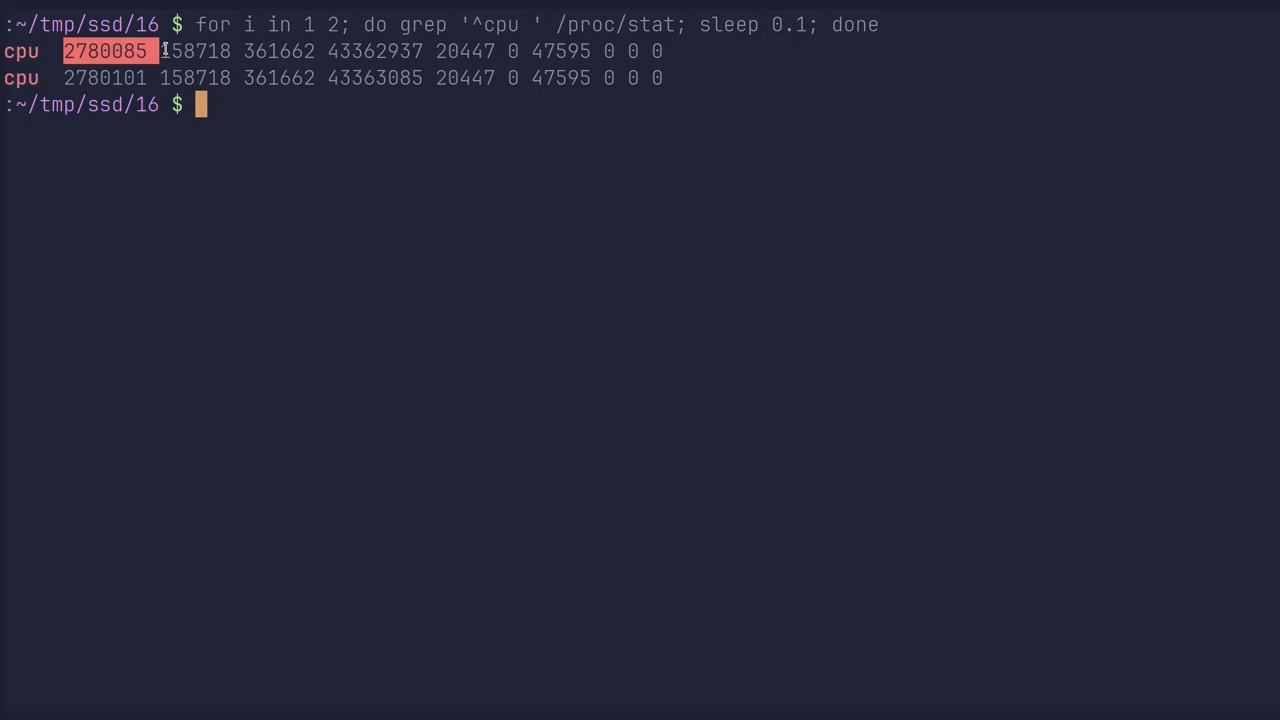 :~/tmp/ssd/16 $ for i in 1 2; do grep '^cpu ' /proc/stat; sleep 0.1; done
cpu  2780085 158718 361662 43362937 20447 0 47595 0 0 0
cpu  2780101 158718 361662 43363085 20447 0 47595 0 0 0
:~/tmp/ssd/16 $